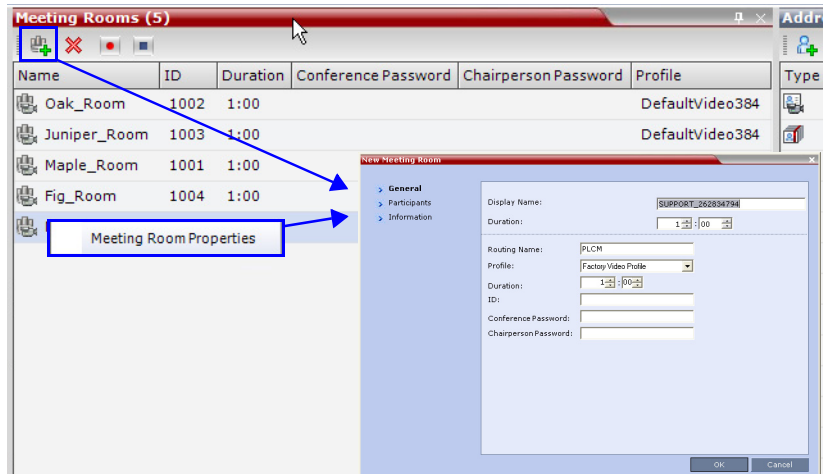 Meeting Rooms (5)
Addr
Name ID Duration Conference Password Chairperson Password Profile
Type
Oak_Room 1002 1:00 DefaultVideo384
Juniper_Room 1003 1:00 DefaultVideo384
Maple_Room 1001 1:00
Fig_Room 1004 1:00
Meeting Room Properties
New Meeting Room
General
Participants
Information
Display Name: SUPPORT_262834794
Duration: 1 : 00
Routing Name: PLCM
Profile: Factory Video Profile
Duration: 1 : 00
ID:
Conference Password:
Chairperson Password:
OK Cancel